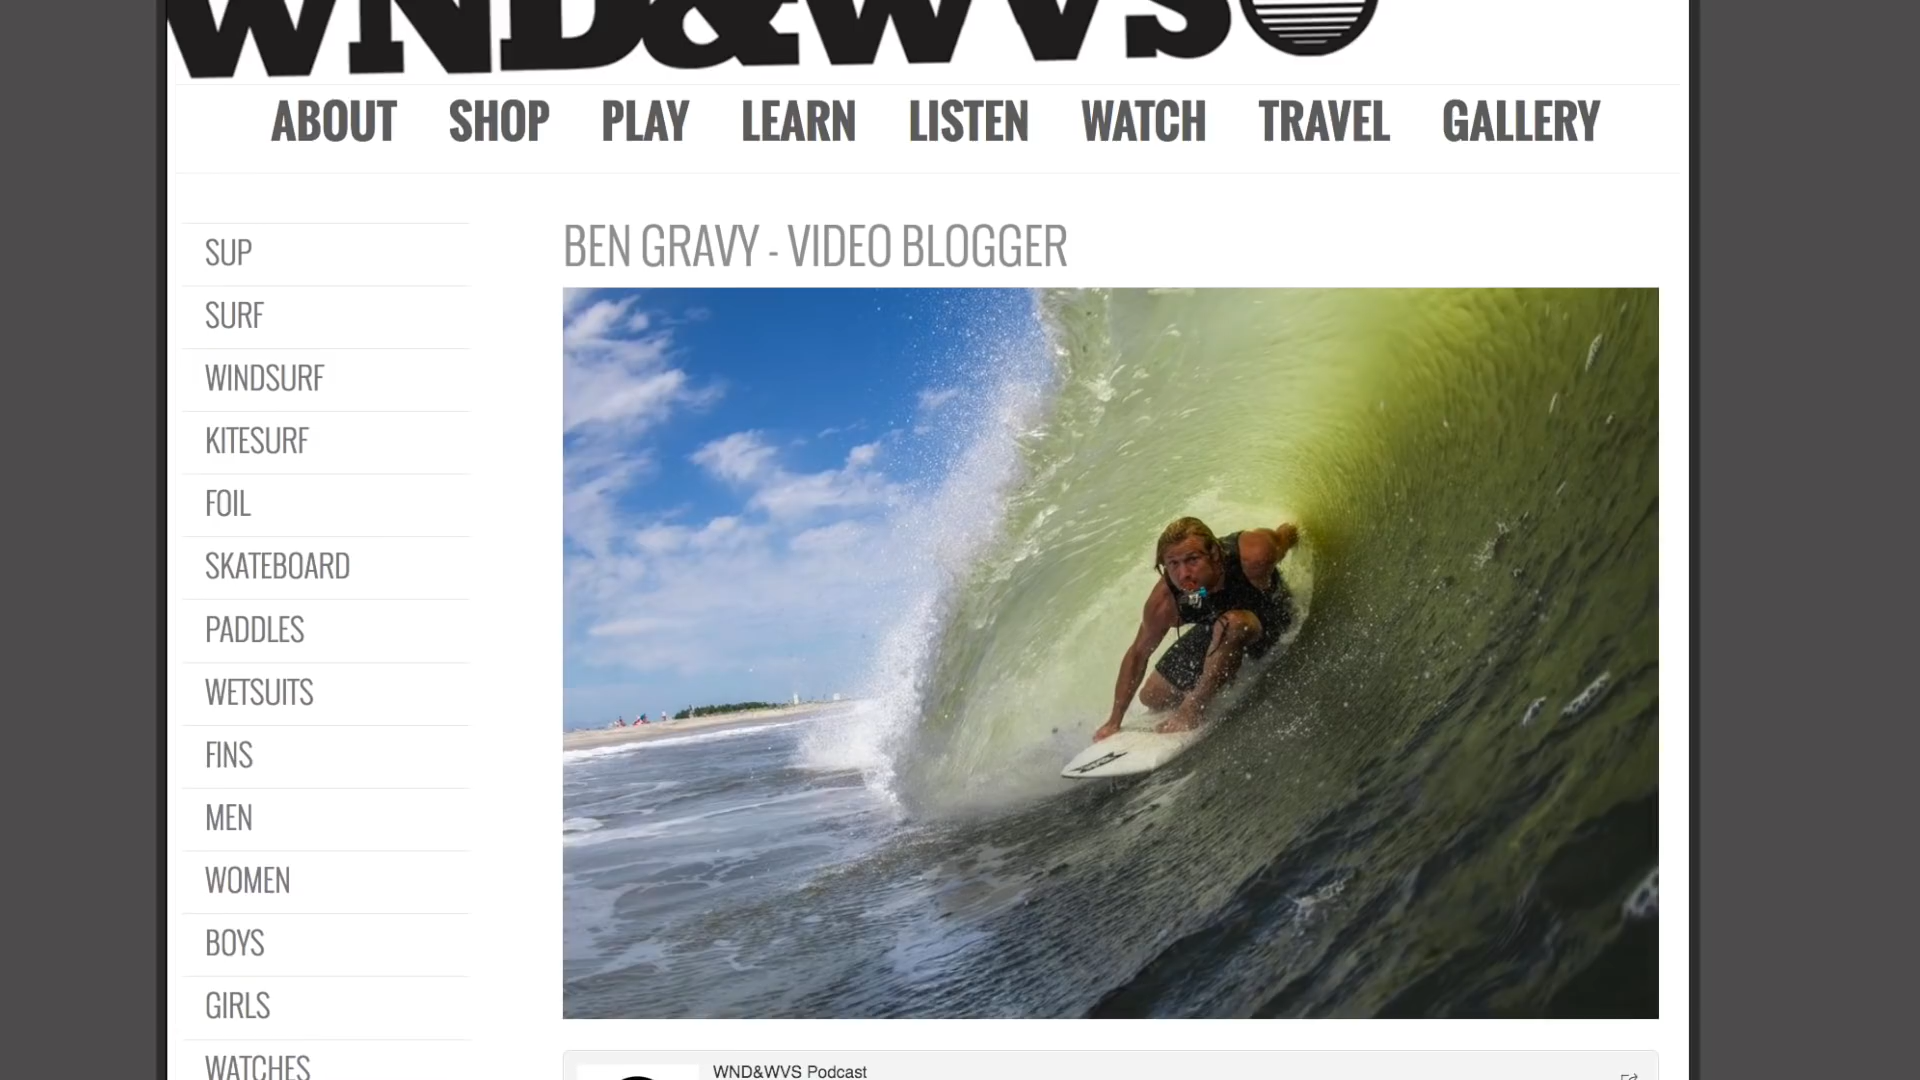 WND&WVS
ABOUT SHOP PLAY LEARN LISTEN WATCH TRAVEL GALLERY
BEN GRAVY - VIDEO BLOGGER
SUP
SURF
WINDSURF
KITESURF
FOIL
SKATEBOARD
PADDLES
WETSUITS
FINS
MEN
WOMEN
BOYS
GIRLS
WATCHES
WND&WVS Podcast